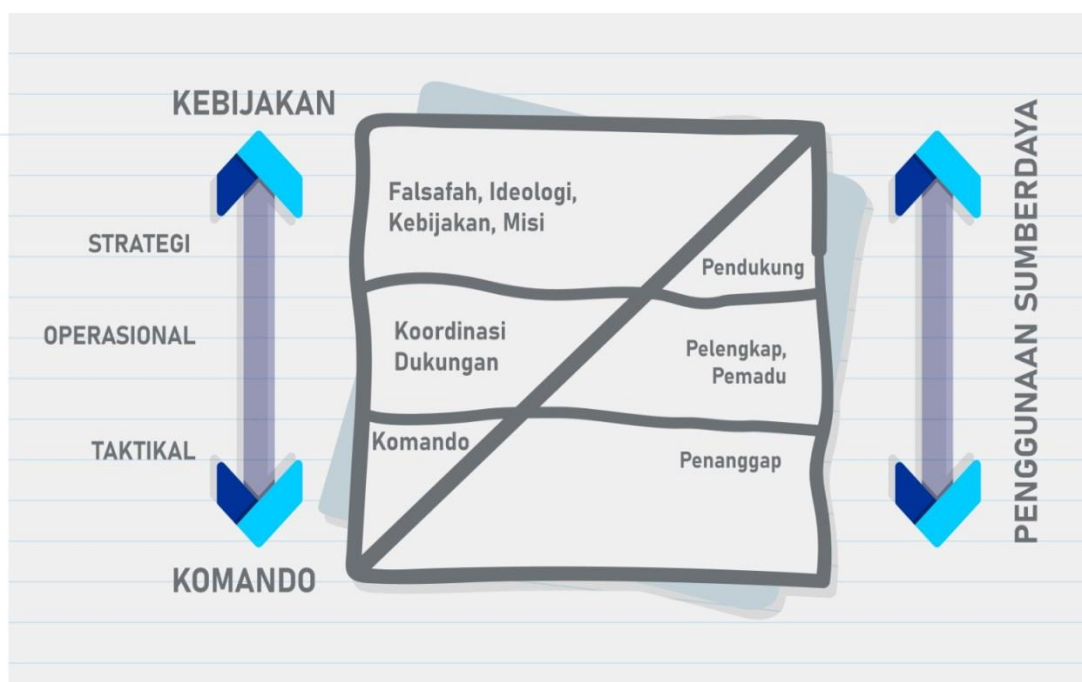 KEBIJAKAN
STRATEGI
OPERASIONAL
TAKTIKAL
KOMANDO
Falsafah, Ideologi,
Kebijakan, Misi
Pendukung
Koordinasi
Dukungan
Pelengkap,
Pemadu
Komando
Penanggap
PENGGUNAAN SUMBERDAYA